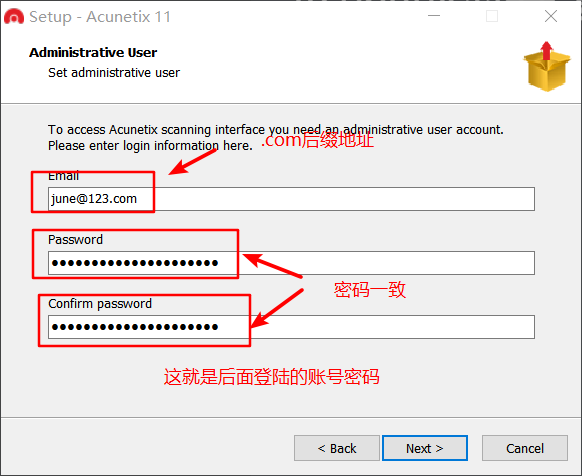 Setup - Acunetix 11
Administrative User
Set administrative user
To access Acunetix scanning interface you need an administrative user account.
Please enter login information here.
.com后缀地址
Email
june@123.com
Password
●●●●●●●●●●●●●●●●●●●●●
密码一致
Confirm password
●●●●●●●●●●●●●●●●●●●●●
这就是后面登陆的账号密码
< Back
Next >
Cancel